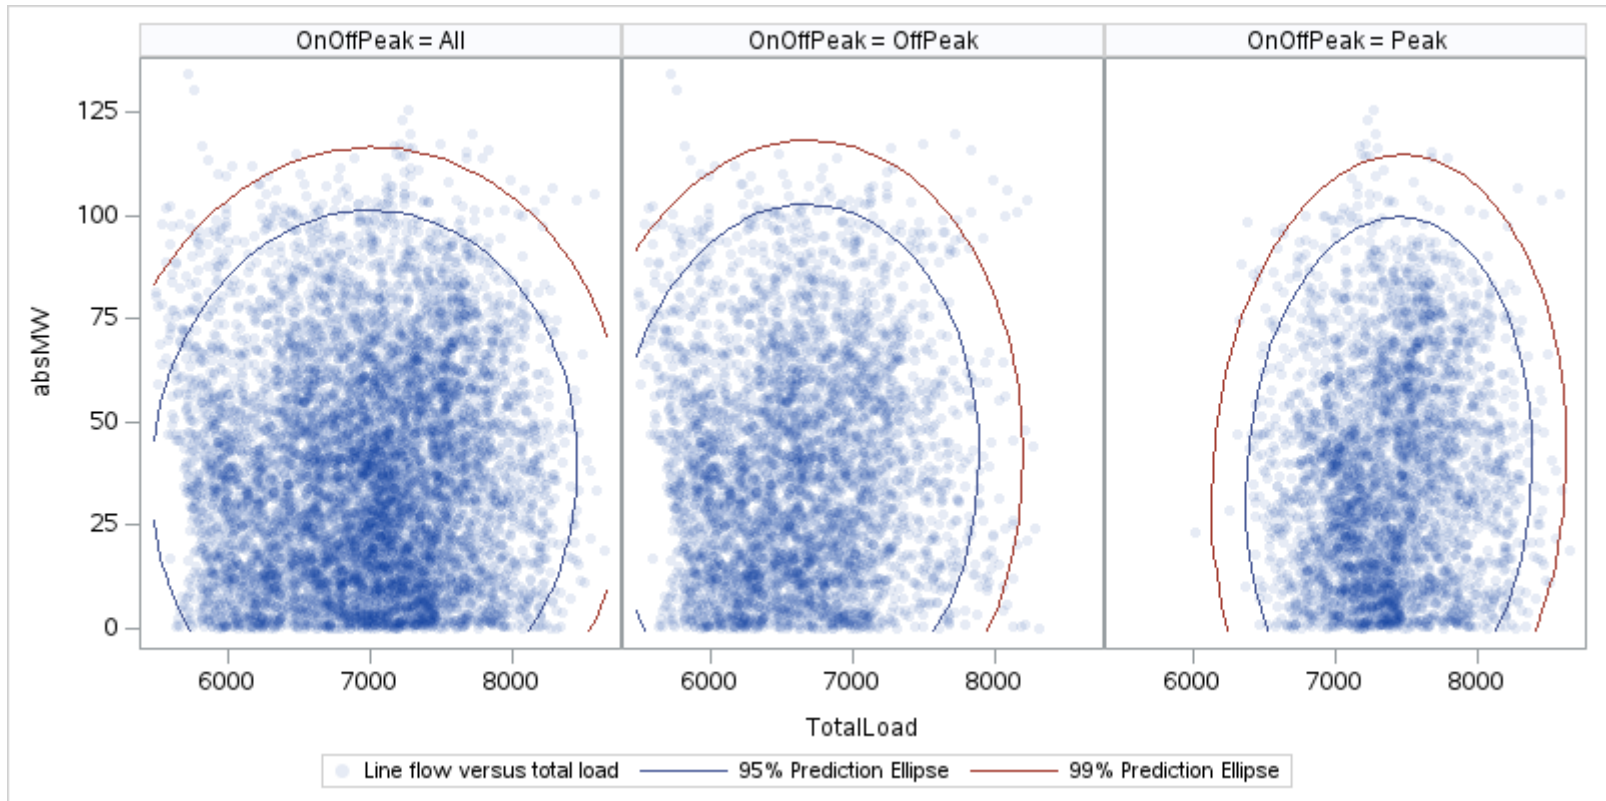 OnOffPeak = All
OnOffPeak = OffPeak
OnOffPeak = Peak
absMW
125
100
75
50
25
0
6000 7000 8000
6000 7000 8000
6000 7000 8000
TotalLoad
Line flow versus total load
95% Prediction Ellipse
99% Prediction Ellipse